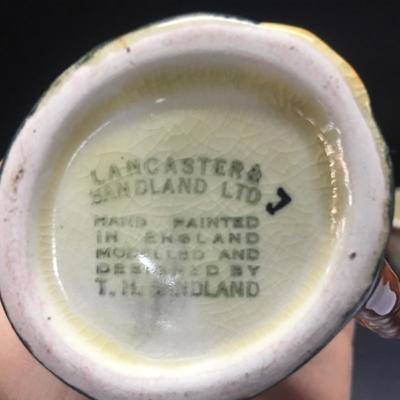 LANCASTER &
SANDLAND LTD
HAND PAINTED
IN ENGLAND
MODELLED AND
DESIGNED BY
T. H. SANDLAND